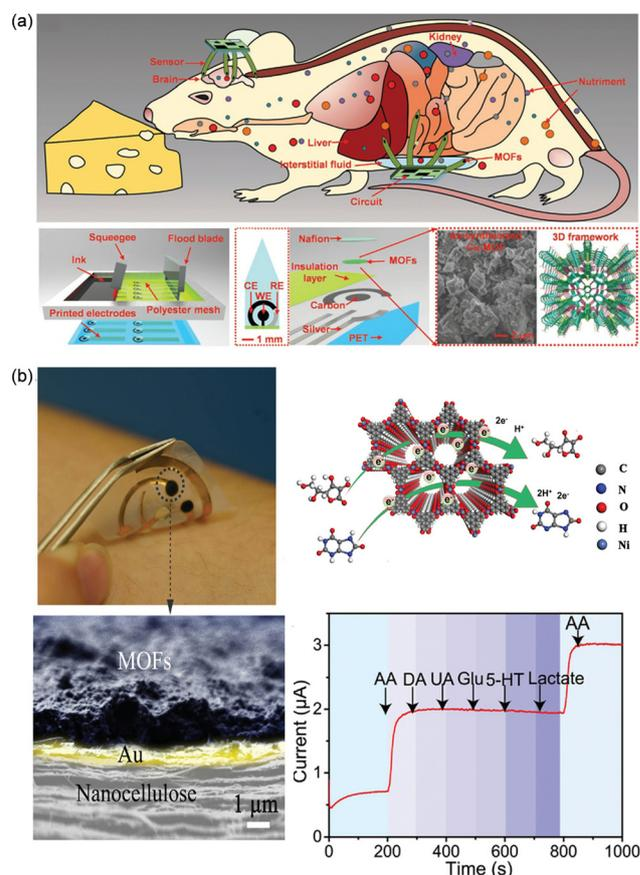 (a)
Sensor
Brain
Kidney
Nutriment
Liver
Interstitial fluid
MOFs
Circuit
Squeegee
Flood blade
Ink
Polyester mesh
Printed electrodes
CE
RE
WE
1 mm
Nafion
MOFs
Insulation
layer
Carbon
Silver
PET
3D framework
(b)
2e-
H+
e-
e-
e-
e-
e-
e-
e-
e-
2H+ 2e-
C
N
O
H
Ni
MOFs
Au
Nanocellulose
1 μm
Current (μA)
3
2
1
0
AA
DA
UA
Glu
5-HT
Lactate
AA
0
200
400
600
800
1000
Time (s)